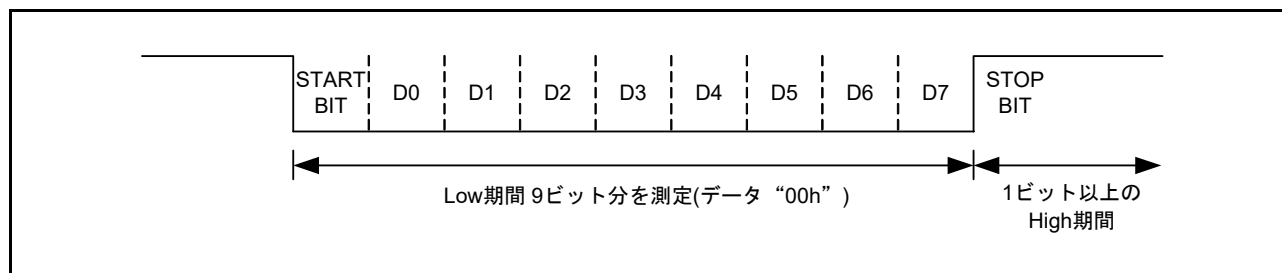 START BIT
D0
D1
D2
D3
D4
D5
D6
D7
STOP BIT
Low期間 9ビット分を測定(データ“00h”)
1ビット以上の
High期間